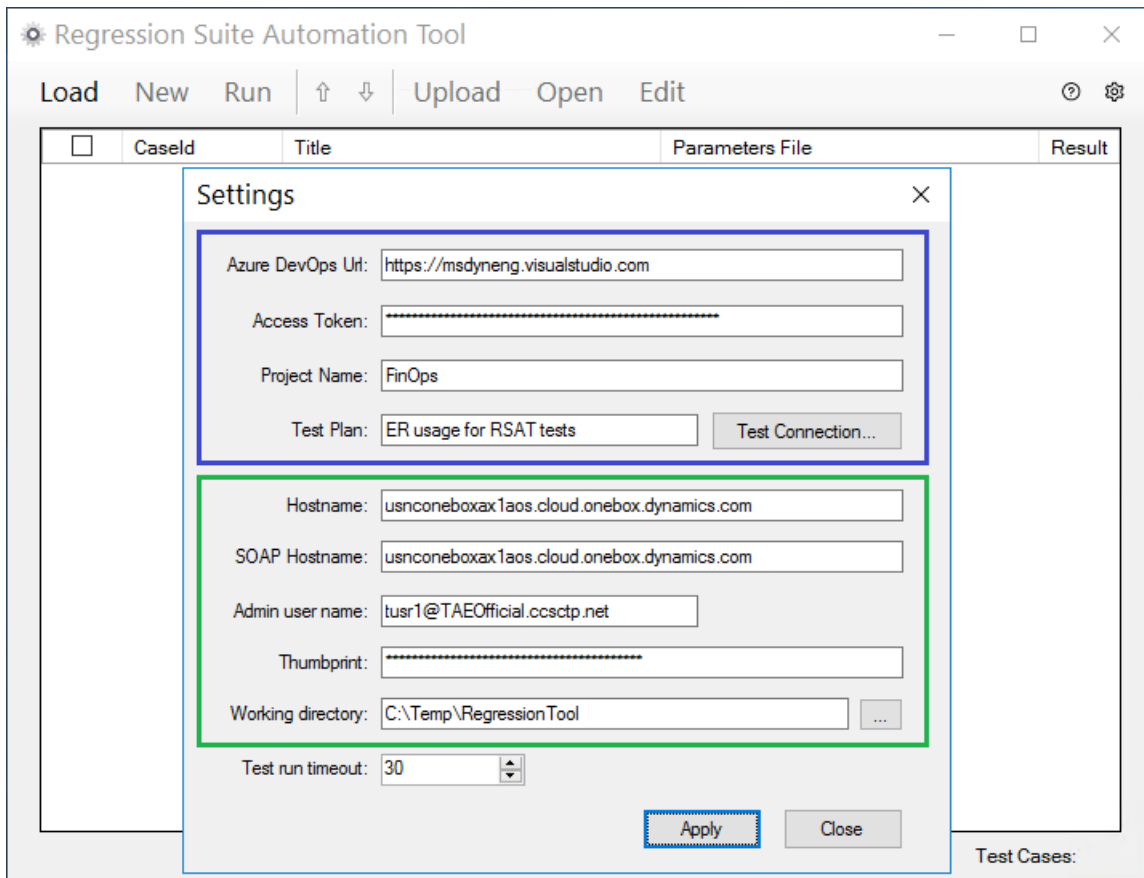 Regression Suite Automation Tool
Load New Run Upload Open Edit
CaseId Title Parameters File Result
Settings
Azure DevOps Url: https://msdyneng.visualstudio.com
Access Token: ****************************************************
Project Name: FinOps
Test Plan: ER usage for RSAT tests Test Connection...
Hostname: usnconeboxax1aos.cloud.onebox.dynamics.com
SOAP Hostname: usnconeboxax1aos.cloud.onebox.dynamics.com
Admin user name: tusr1@TAEOfficial.ccsctp.net
Thumbprint: ****************************************
Working directory: C:\Temp\RegressionTool ...
Test run timeout: 30
Apply Close
Test Cases: